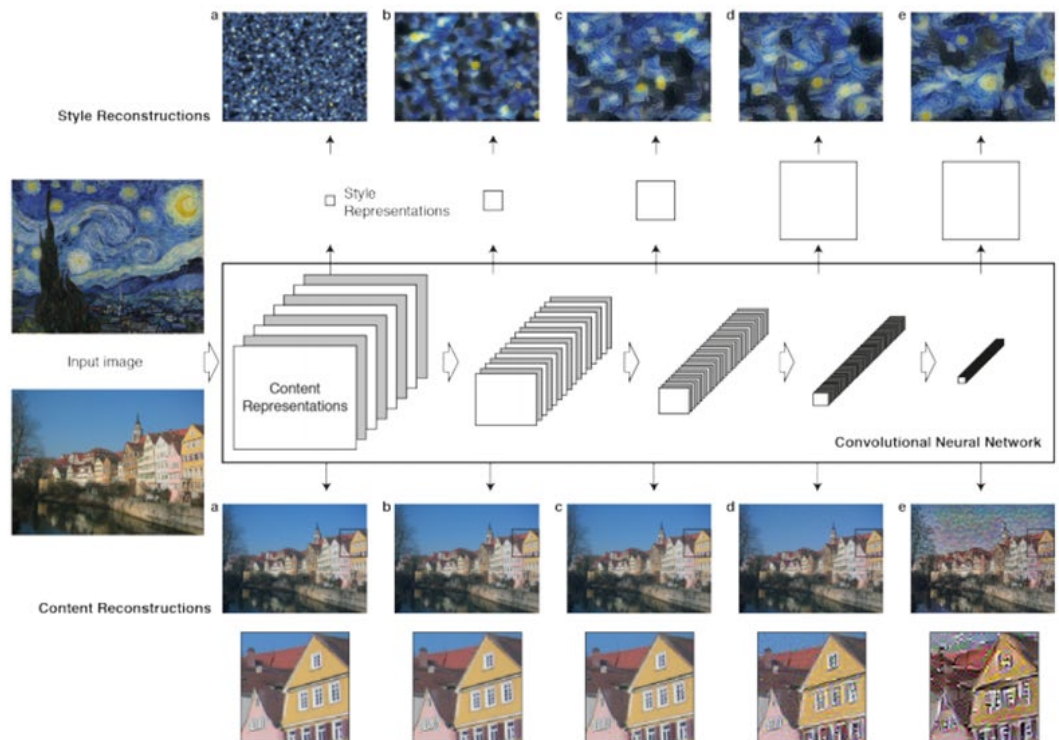 a
b
c
d
e
Style Reconstructions
Style
Representations
Input image
Content
Representations
Convolutional Neural Network
a
b
c
d
e
Content Reconstructions